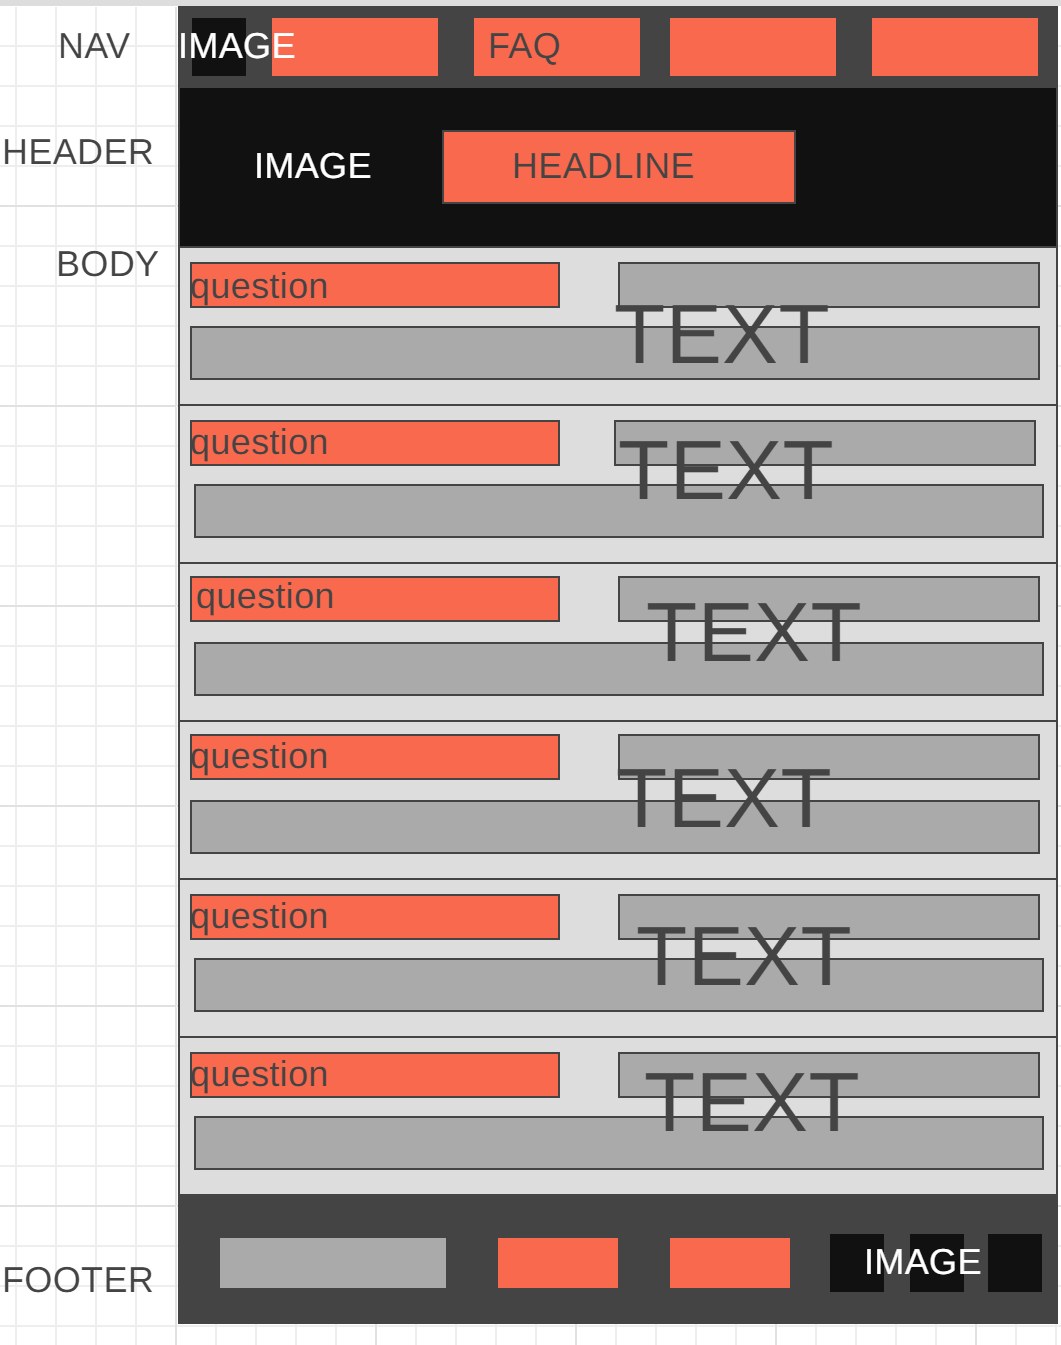 NAV
IMAGE
FAQ
HEADER
IMAGE
HEADLINE
BODY
question
TEXT
question
TEXT
question
TEXT
question
TEXT
question
TEXT
question
TEXT
FOOTER
IMAGE